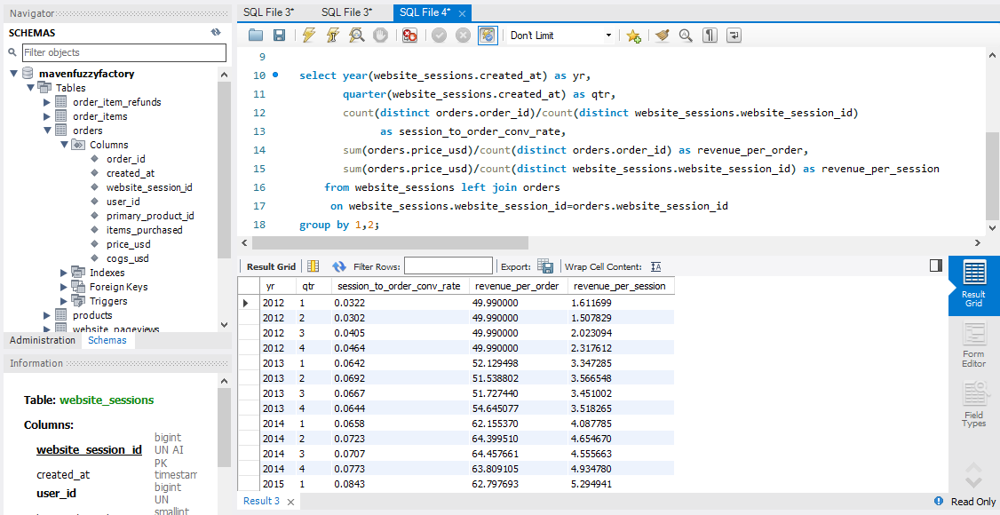 Navigator
SCHEMAS
Filter objects
mavenfuzzyfactory
Tables
order_item_refunds
order_items
orders
Columns
order_id
created_at
website_session_id
user_id
primary_product_id
items_purchased
price_usd
cogs_usd
Indexes
Foreign Keys
Triggers
products
website_pageviews
Administration Schemas
Information
Table: website_sessions
Columns:
website_session_id bigint UN AI PK
created_at timestam
user_id bigint UN
smallint
SQL File 3* SQL File 3* SQL File 4*
Don't Limit
9
10 select year(website_sessions.created_at) as yr,
11 quarter(website_sessions.created_at) as qtr,
12 count(distinct orders.order_id)/count(distinct website_sessions.website_session_id)
13 as session_to_order_conv_rate,
14 sum(orders.price_usd)/count(distinct orders.order_id) as revenue_per_order,
15 sum(orders.price_usd)/count(distinct website_sessions.website_session_id) as revenue_per_session
16 from website_sessions left join orders
17 on website_sessions.website_session_id=orders.website_session_id
18 group by 1,2;
Result Grid Filter Rows: Export: Wrap Cell Content: IA
yr qtr session_to_order_conv_rate revenue_per_order revenue_per_session
2012 1 0.0322 49.990000 1.611699
2012 2 0.0302 49.990000 1.507829
2012 3 0.0405 49.990000 2.023094
2012 4 0.0464 49.990000 2.317612
2013 1 0.0642 52.129498 3.347285
2013 2 0.0692 51.538802 3.566548
2013 3 0.0667 51.727440 3.451002
2013 4 0.0644 54.645077 3.518265
2014 1 0.0658 62.155370 4.087785
2014 2 0.0723 64.399510 4.654670
2014 3 0.0707 64.457661 4.555663
2014 4 0.0773 63.809105 4.934780
2015 1 0.0843 62.797693 5.294941
Result 3
Result Grid
Form Editor
Field Types
Read Only